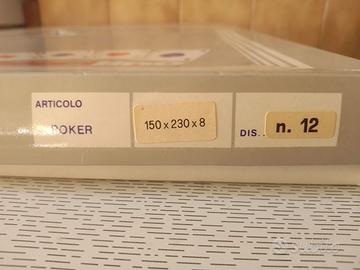 ARTICOLO
POKER
150 x 230 x 8
DIS.. n. 12